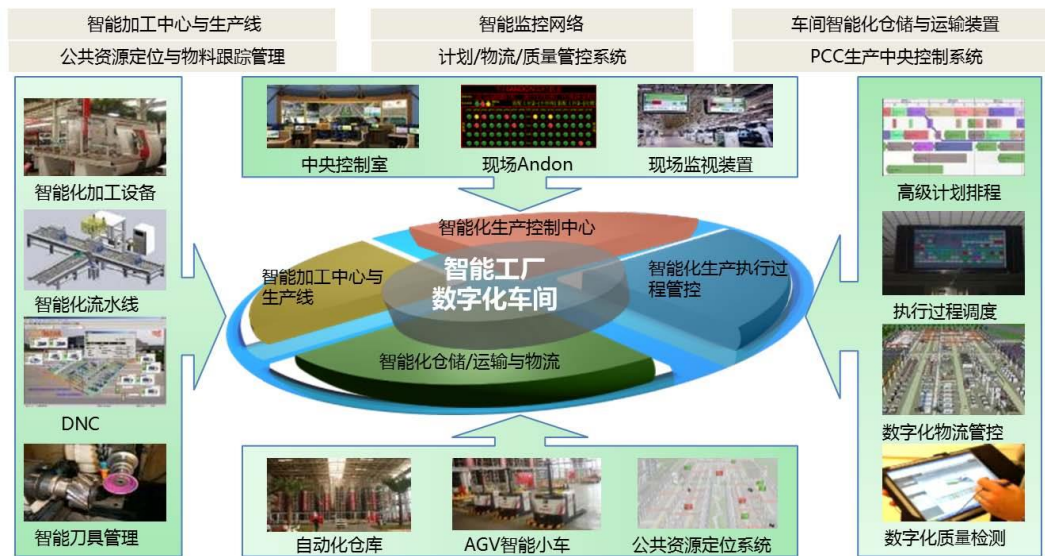 智能加工中心与生产线
智能监控网络
车间智能化仓储与运输装置
公共资源定位与物料跟踪管理
计划/物流/质量管控系统
PCC生产中央控制系统
中央控制室
现场Andon
现场监视装置
智能化加工设备
智能化流水线
DNC
智能刀具管理
智能化生产控制中心
智能加工中心与
生产线
智能工厂
数字化车间
智能化生产执行过
程管控
智能化仓储/运输与物流
高级计划排程
执行过程调度
数字化物流管控
数字化质量检测
自动化仓库
AGV智能小车
公共资源定位系统